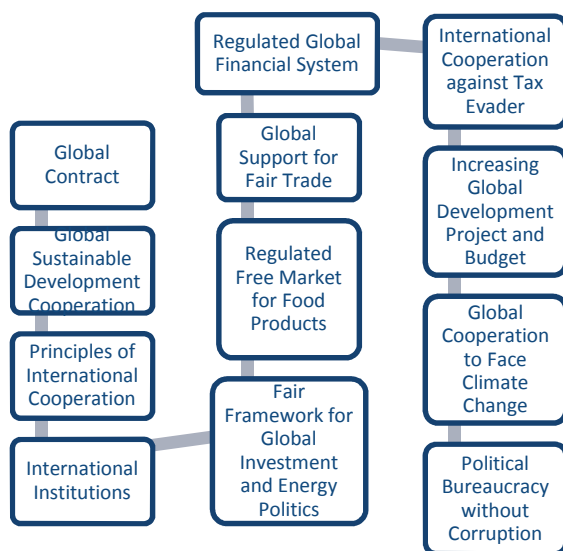 Global
Contract
Global
Sustainable
Development
Cooperation
Principles of
International
Cooperation
International
Institutions
Fair
Framework for
Global
Investment
and Energy
Politics
Regulated
Free Market
for Food
Products
Global
Support for
Fair Trade
Regulated Global
Financial System
International
Cooperation
against Tax
Evader
Increasing
Global
Development
Project and
Budget
Global
Cooperation
to Face
Climate
Change
Political
Bureaucracy
without
Corruption